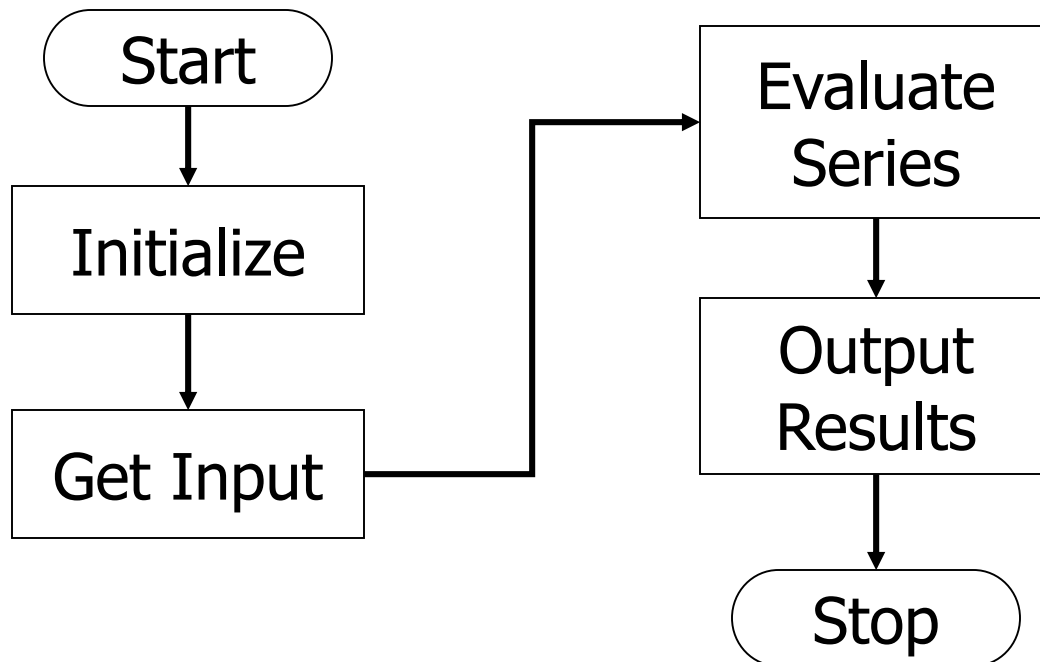 Start
Initialize
Get Input
Evaluate
Series
Output
Results
Stop